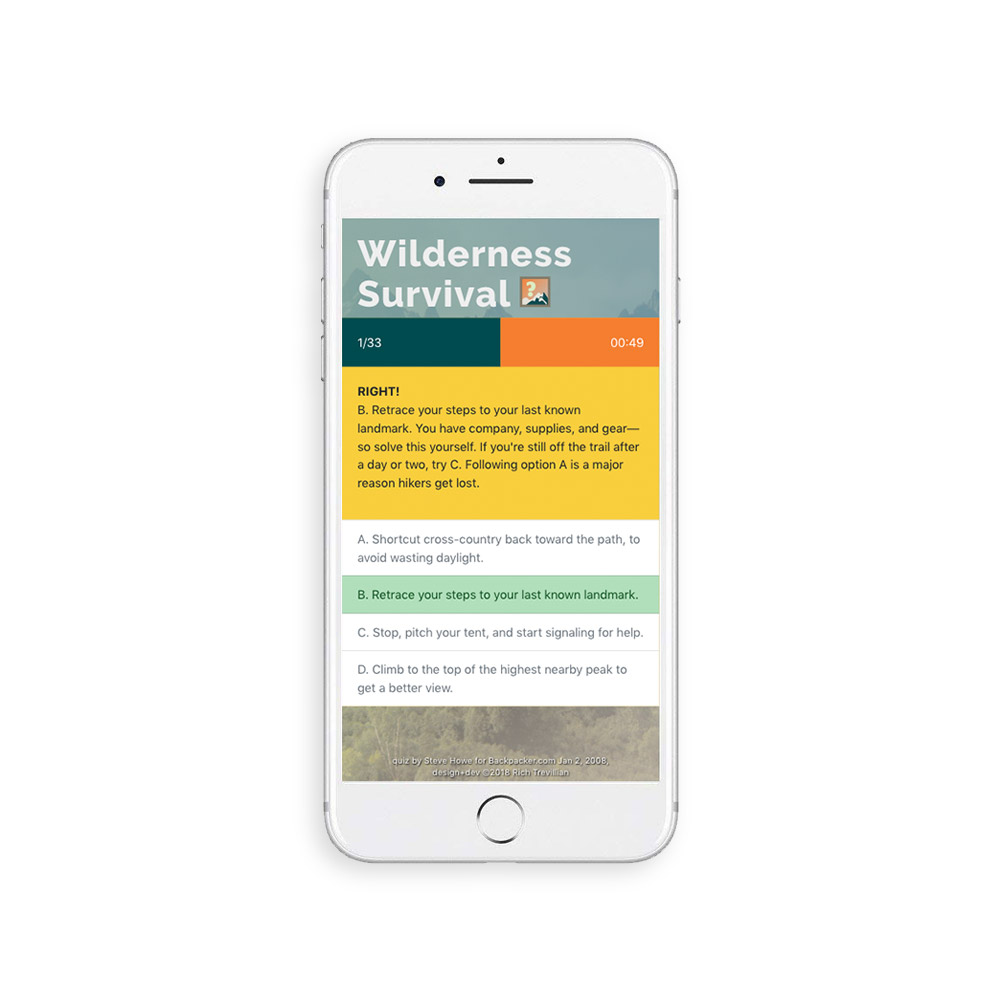 Wilderness
Survival
?
1/33
00:49
RIGHT!
B. Retrace your steps to your last known
landmark. You have company, supplies, and gear—
so solve this yourself. If you're still off the trail after
a day or two, try C. Following option A is a major
reason hikers get lost.
A. Shortcut cross-country back toward the path, to
avoid wasting daylight.
B. Retrace your steps to your last known landmark.
C. Stop, pitch your tent, and start signaling for help.
D. Climb to the top of the highest nearby peak to
get a better view.
quiz by Steve Howe for Backpacker.com Jan 2, 2008,
design+dev ©2018 Rich Trevillian